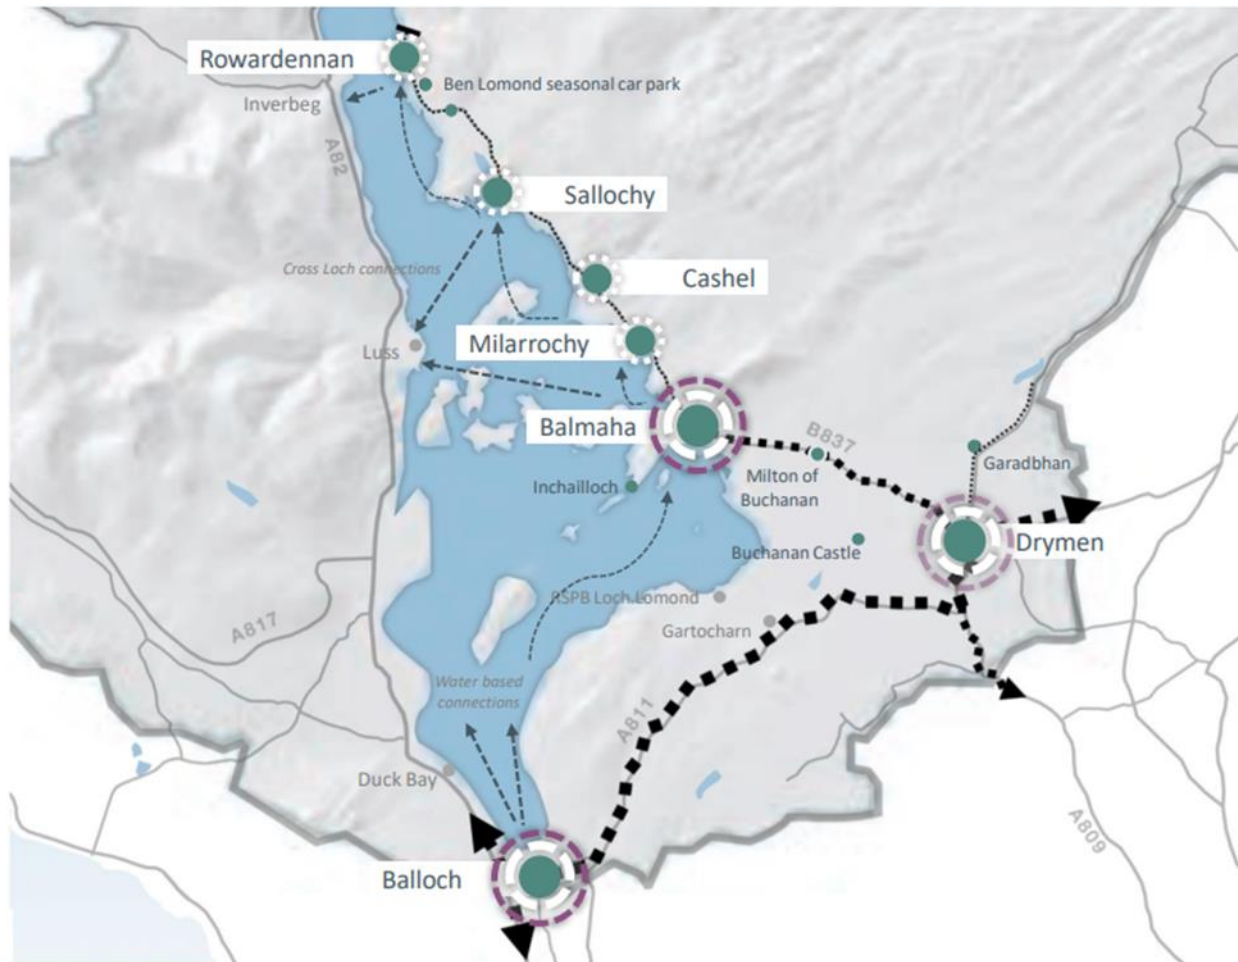 Rowardennan
Ben Lomond seasonal car park
Inverbeg
A82
Sallochy
Cross Loch connections
Cashel
Luss
Milarrochy
Balmaha
B837
Garadbhan
Milton of
Buchanan
Inchailloch
Drymen
Buchanan Castle
RSPB Loch Lomond
Gartocharn
A817
Water based
connections
A811
Duck Bay
A809
Balloch